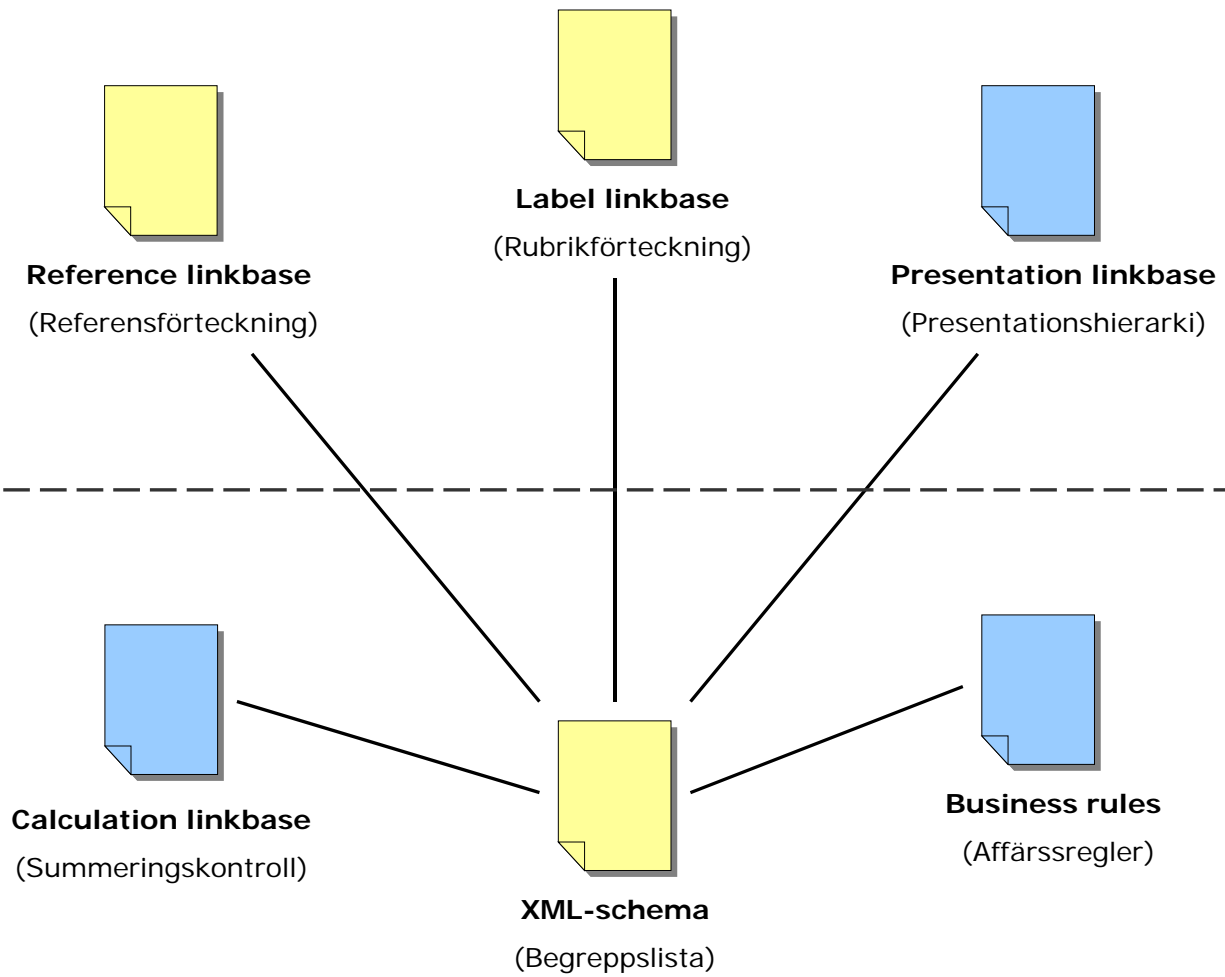 Label linkbase
(Rubrikförteckning)
Reference linkbase
(Referensförteckning)
Presentation linkbase
(Presentationshierarki)
Calculation linkbase
(Summeringskontroll)
Business rules
(Affärssregler)
XML-schema
(Begreppslista)